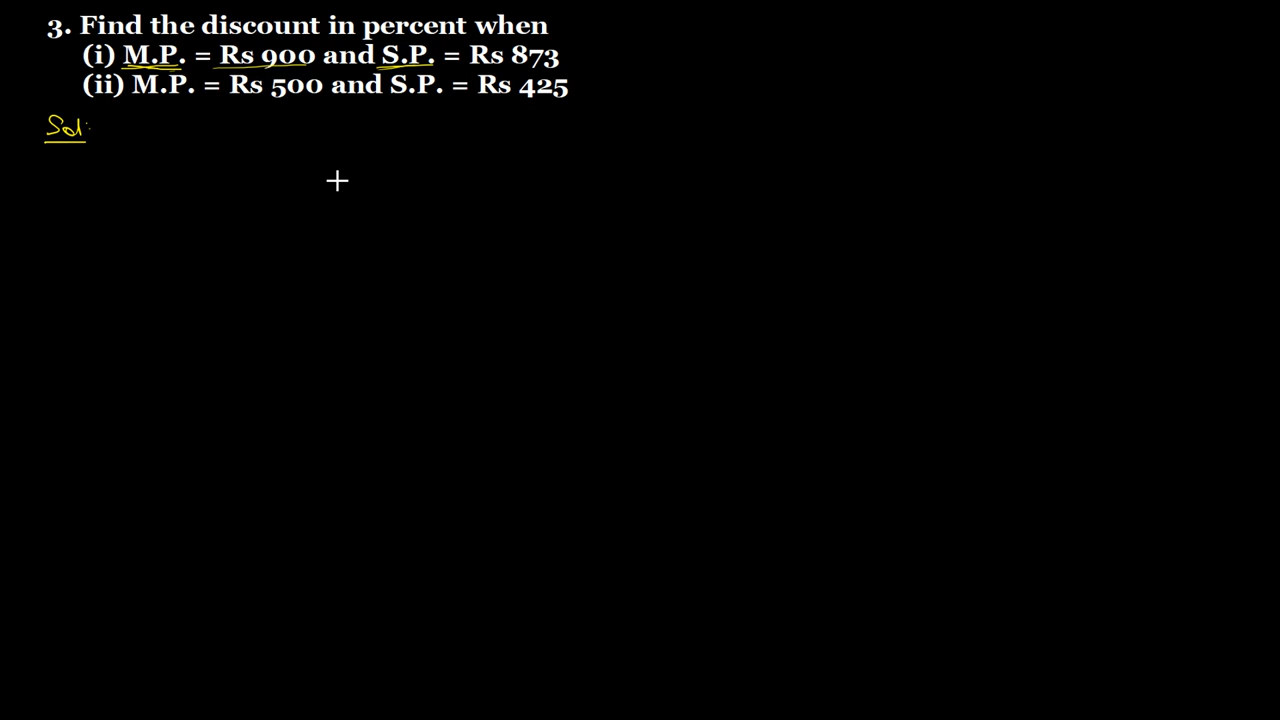 3. Find the discount in percent when
(i) M.P. = Rs 900 and S.P. = Rs 873
(ii) M.P. = Rs 500 and S.P. = Rs 425
Sol: